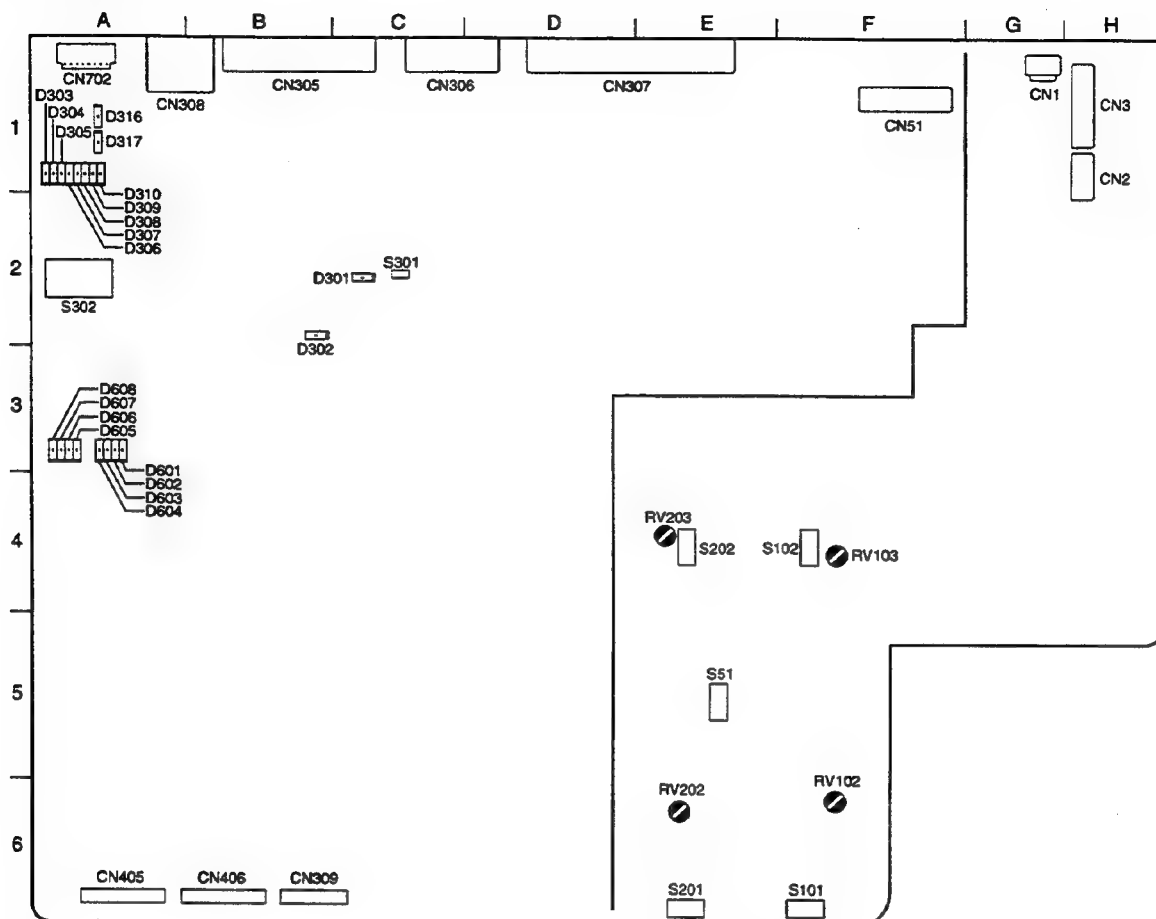 A B C D E F G H
1
2
3
4
5
6
CN702
CN308
CN305
CN306
CN307
CN51
CN1
CN3
CN2
D303
D304
D305
D316
D317
D310
D309
D308
D307
D306
S302
D301
S301
D302
D608
D607
D606
D605
D601
D602
D603
D604
RV203
S202
S102
RV103
S51
RV202
RV102
CN405
CN406
CN309
S201
S101